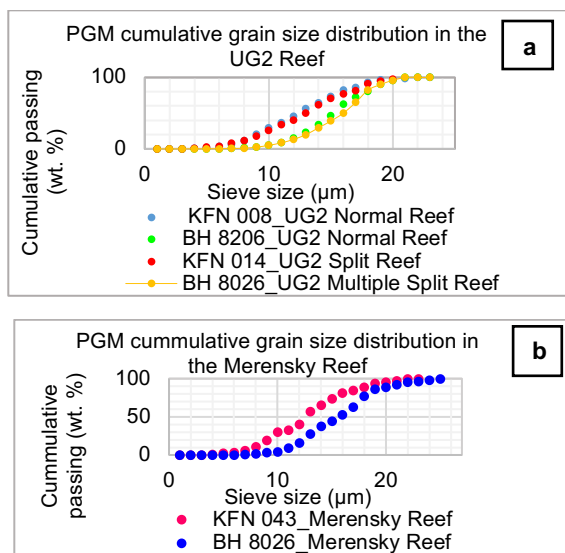 PGM cumulative grain size distribution in the
UG2 Reef
a
100
0
0
10
20
Cumulative passing
(wt. %)
Sieve size (µm)
KFN 008_UG2 Normal Reef
BH 8206_UG2 Normal Reef
KFN 014_UG2 Split Reef
BH 8026_UG2 Multiple Split Reef
PGM cummulative grain size distribution in
the Merensky Reef
b
100
50
0
0
10
20
Cummulative
passing (wt. %)
Sieve size (µm)
KFN 043_Merensky Reef
BH 8026_Merensky Reef